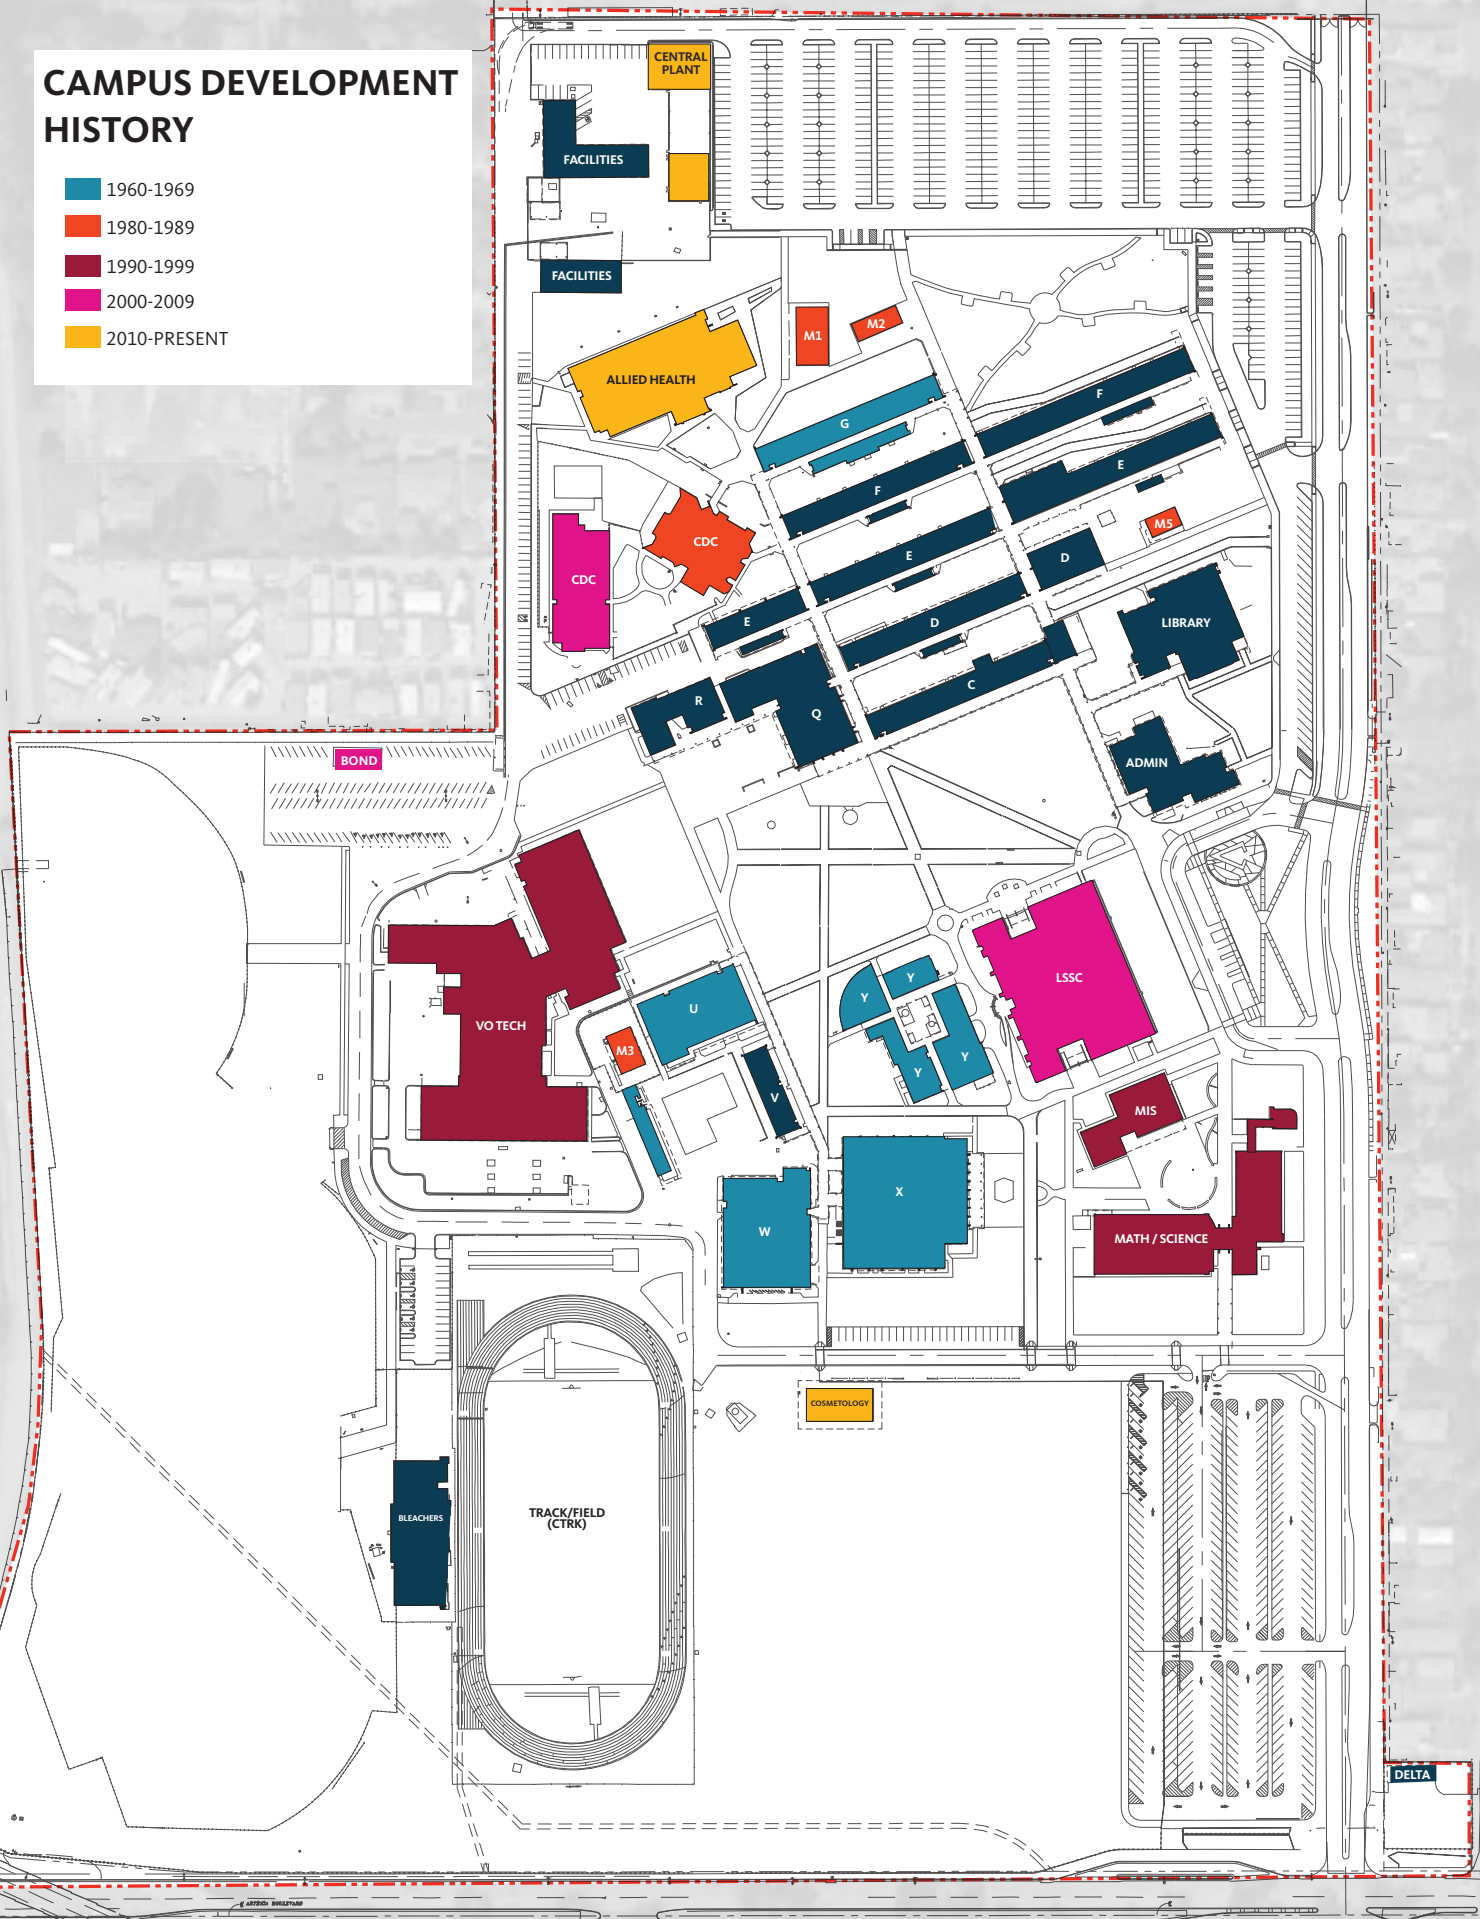 CAMPUS DEVELOPMENT
HISTORY
1960-1969
1980-1989
1990-1999
2000-2009
2010-PRESENT
CENTRAL
PLANT
FACILITIES
FACILITIES
M1
M2
ALLIED HEALTH
F
G
E
F
M5
CDC
E
D
CDC
E
D
LIBRARY
R
C
Q
BOND
ADMIN
LSSC
Y
Y
U
VO TECH
M3
Y
Y
V
MIS
X
W
MATH / SCIENCE
COSMETOLOGY
TRACK/FIELD
(CTRK)
BLEACHERS
DELTA
ARTESIA BOULEVARD